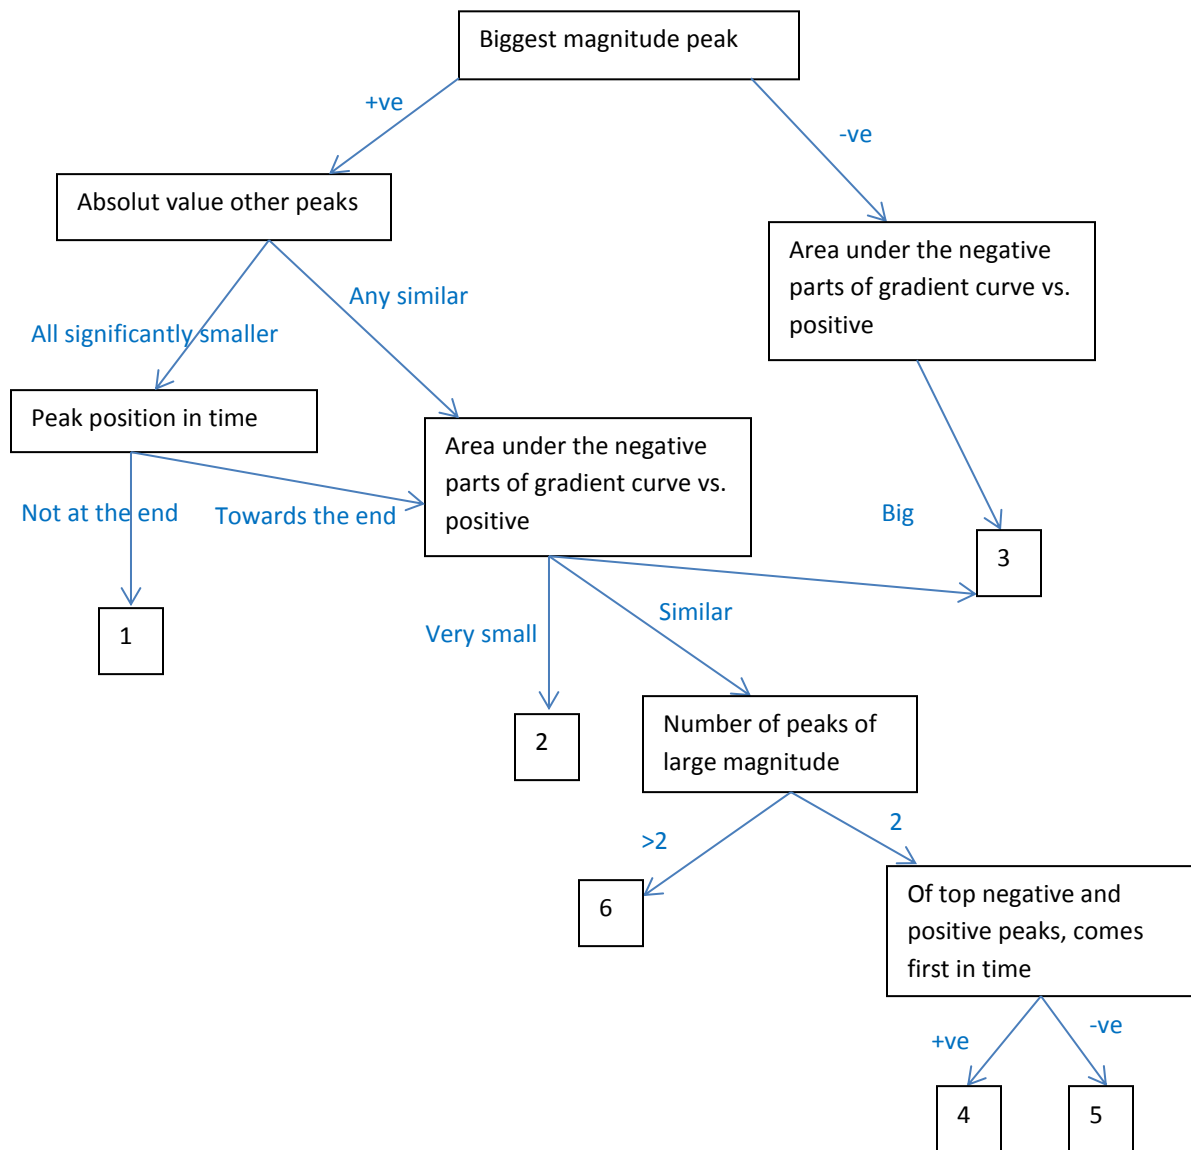 Biggest magnitude peak
+ve
-ve
Absolut value other peaks
Area under the negative
parts of gradient curve vs.
positive
Any similar
All significantly smaller
Peak position in time
Area under the negative
parts of gradient curve vs.
positive
Not at the end
Towards the end
Big
3
1
Very small
Similar
2
Number of peaks of
large magnitude
>2
2
6
Of top negative and
positive peaks, comes
first in time
+ve
-ve
4
5